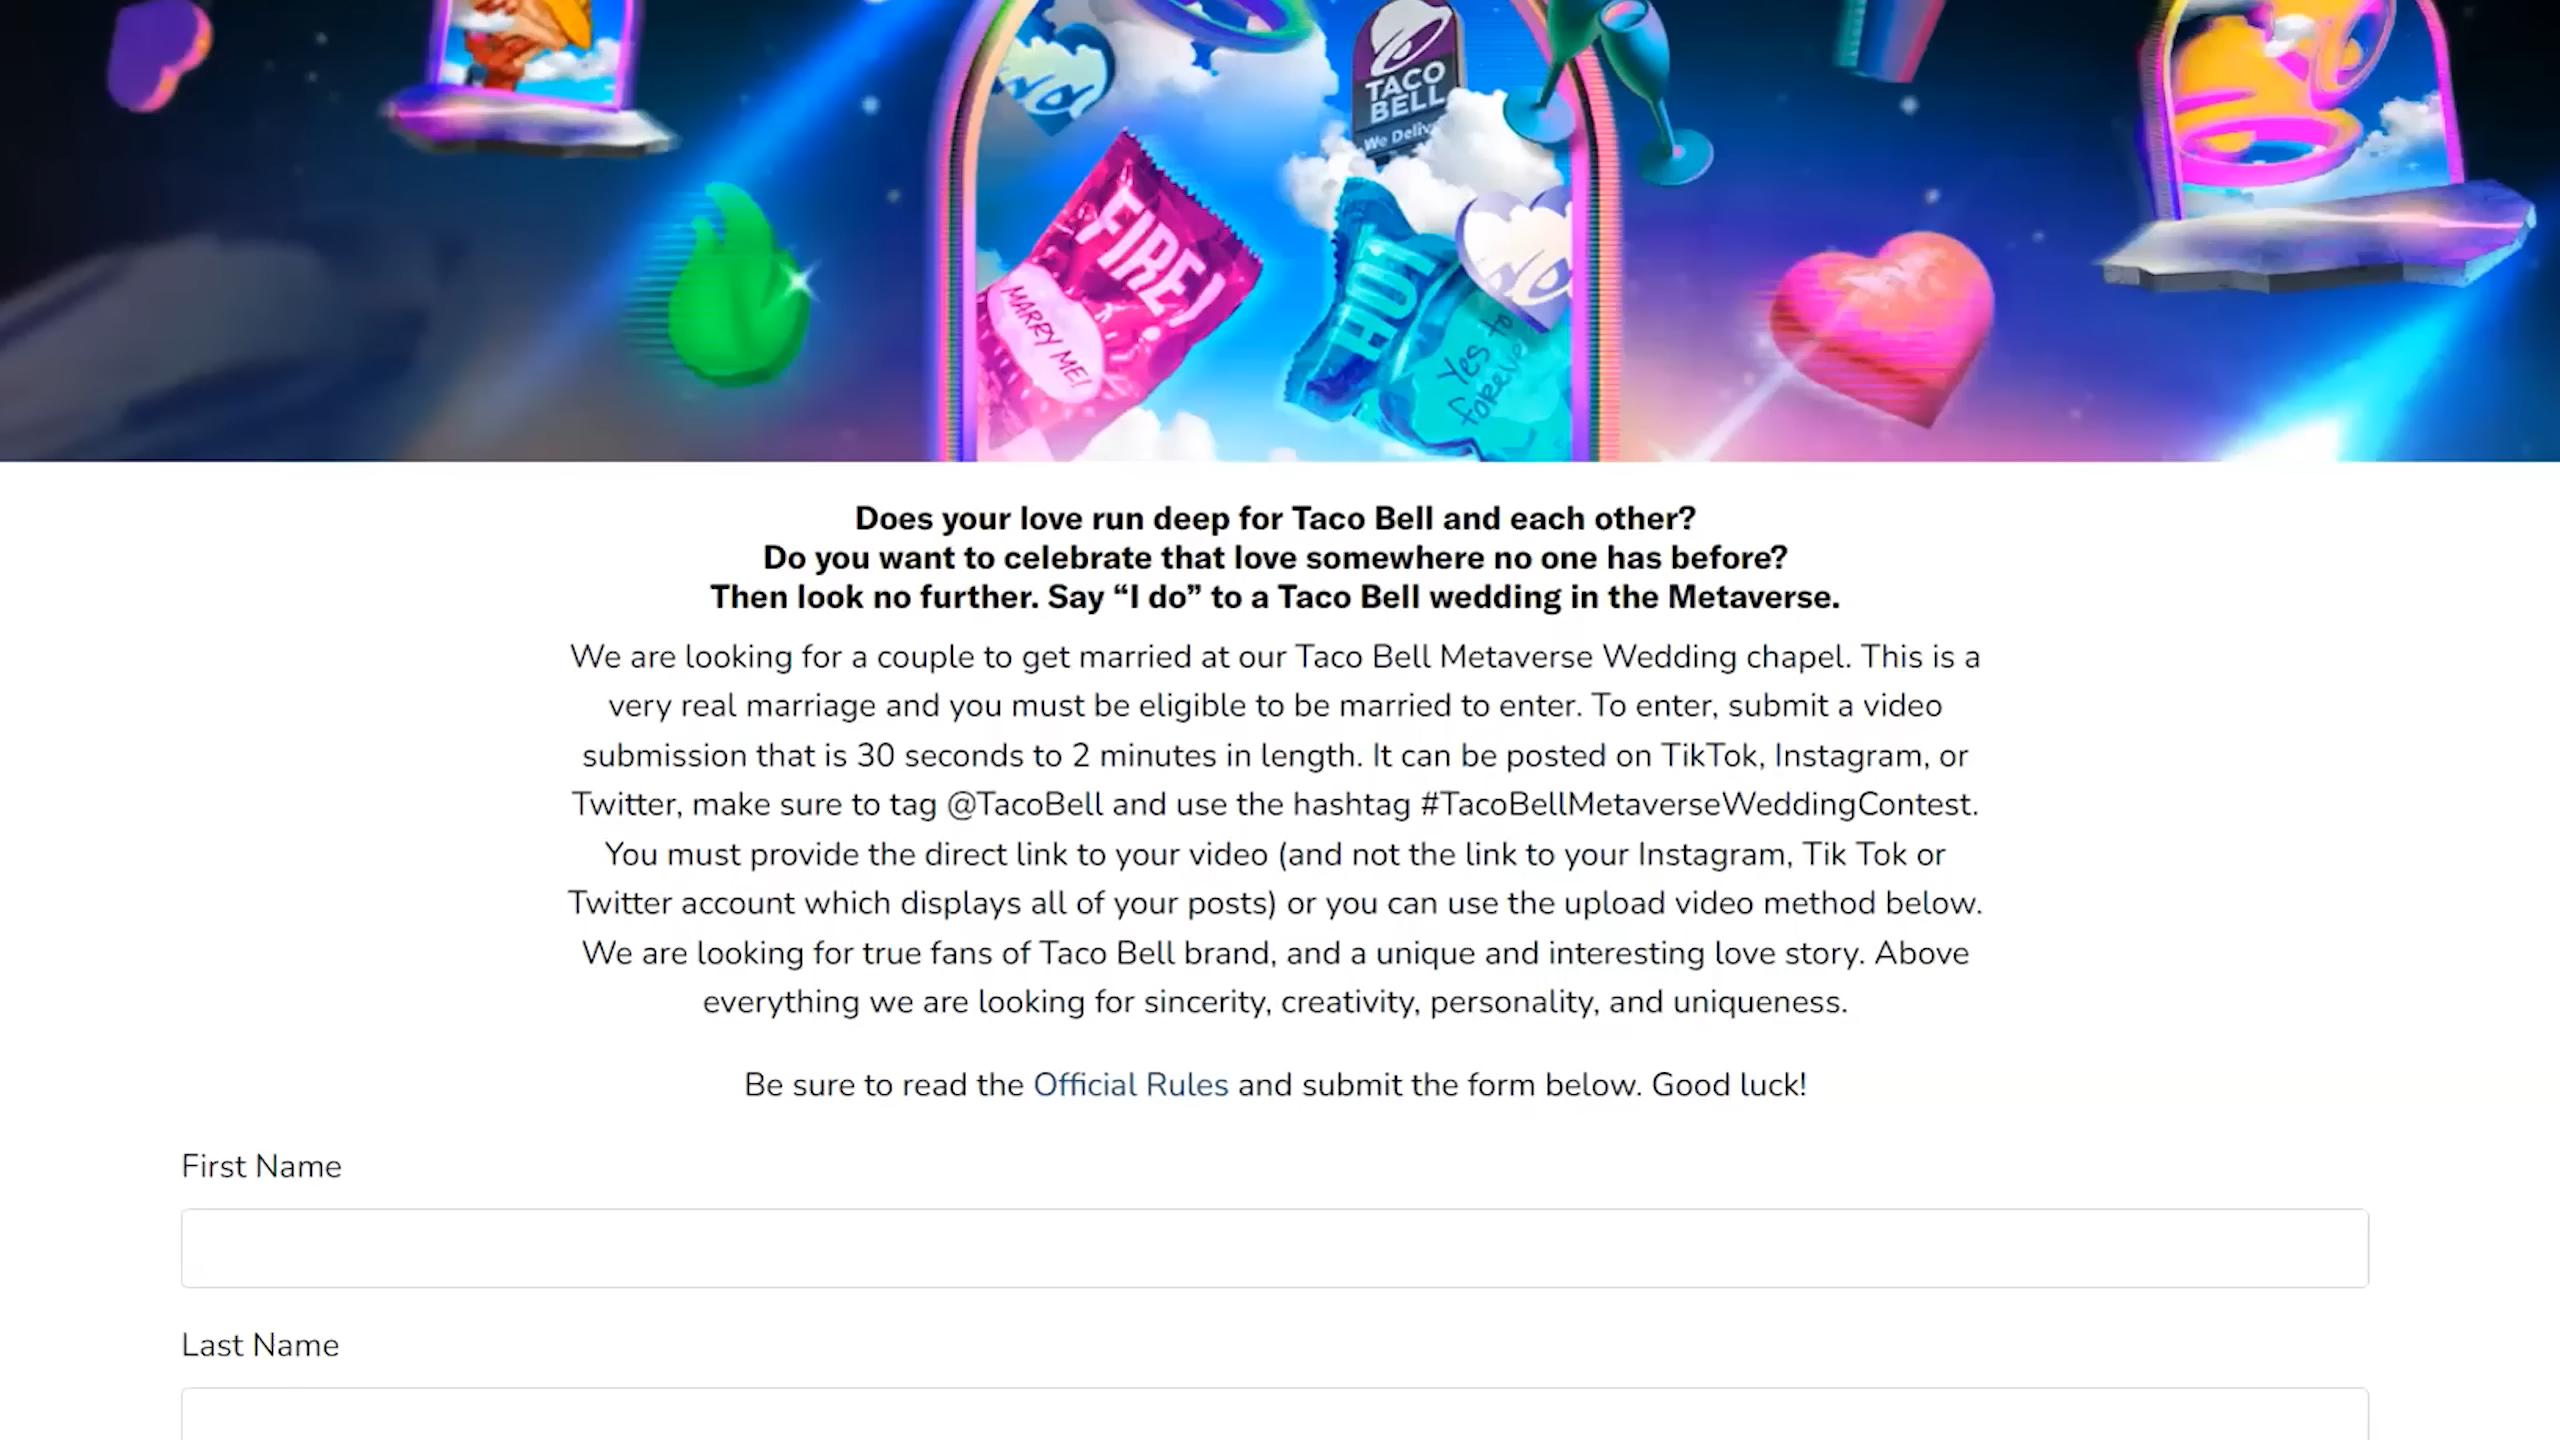 TACO
BELL
We Deliv
FIRE!
MARRY ME!
HOT
Yes to
forever
Does your love run deep for Taco Bell and each other?
Do you want to celebrate that love somewhere no one has before?
Then look no further. Say “I do” to a Taco Bell wedding in the Metaverse.
We are looking for a couple to get married at our Taco Bell Metaverse Wedding chapel. This is a
very real marriage and you must be eligible to be married to enter. To enter, submit a video
submission that is 30 seconds to 2 minutes in length. It can be posted on TikTok, Instagram, or
Twitter, make sure to tag @TacoBell and use the hashtag #TacoBellMetaverseWeddingContest.
You must provide the direct link to your video (and not the link to your Instagram, Tik Tok or
Twitter account which displays all of your posts) or you can use the upload video method below.
We are looking for true fans of Taco Bell brand, and a unique and interesting love story. Above
everything we are looking for sincerity, creativity, personality, and uniqueness.
Be sure to read the Official Rules and submit the form below. Good luck!
First Name
Last Name